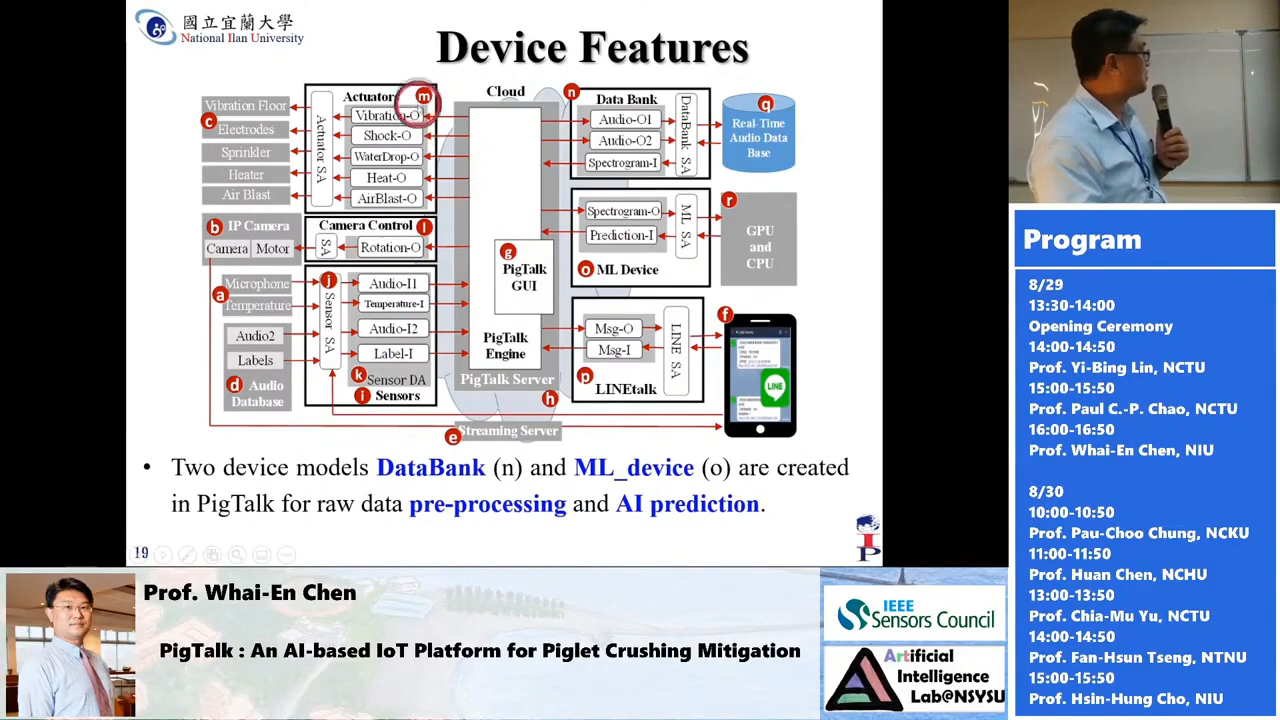 國立宜蘭大學
National Ilan University
Device Features
Vibration Floor
c
Electrodes
Sprinkler
Heater
Air Blast
Actuator
m
Actuator SA
Vibration-O
Shock-O
WaterDrop-O
Heat-O
AirBlast-O
b
IP Camera
Camera
Motor
Camera Control
l
SA
Rotation-O
a
Microphone
Temperature
Audio2
Labels
d
Audio
Database
j
Sensor SA
Audio-I1
Temperature-I
Audio-I2
Label-I
k
Sensor DA
i
Sensors
Cloud
g
PigTalk
GUI
PigTalk
Engine
PigTalk Server
h
e
Streaming Server
n
Data Bank
Audio-O1
Audio-O2
Spectrogram-I
DataBank SA
q
Real-Time
Audio Data
Base
Spectrogram-O
Prediction-I
ML SA
o
ML Device
r
GPU
and
CPU
Msg-O
Msg-I
LINE SA
p
LINEtalk
f
LINE
• Two device models DataBank (n) and ML_device (o) are created
in PigTalk for raw data pre-processing and AI prediction.
19
IP
Program
8/29
13:30-14:00
Opening Ceremony
14:00-14:50
Prof. Yi-Bing Lin, NCTU
15:00-15:50
Prof. Paul C.-P. Chao, NCTU
16:00-16:50
Prof. Whai-En Chen, NIU
8/30
10:00-10:50
Prof. Pau-Choo Chung, NCKU
11:00-11:50
Prof. Huan Chen, NCHU
13:00-13:50
Prof. Chia-Mu Yu, NCTU
14:00-14:50
Prof. Fan-Hsun Tseng, NTNU
15:00-15:50
Prof. Hsin-Hung Cho, NIU
Prof. Whai-En Chen
PigTalk : An AI-based IoT Platform for Piglet Crushing Mitigation
IEEE
Sensors Council
Artificial
Intelligence
Lab@NSYSU